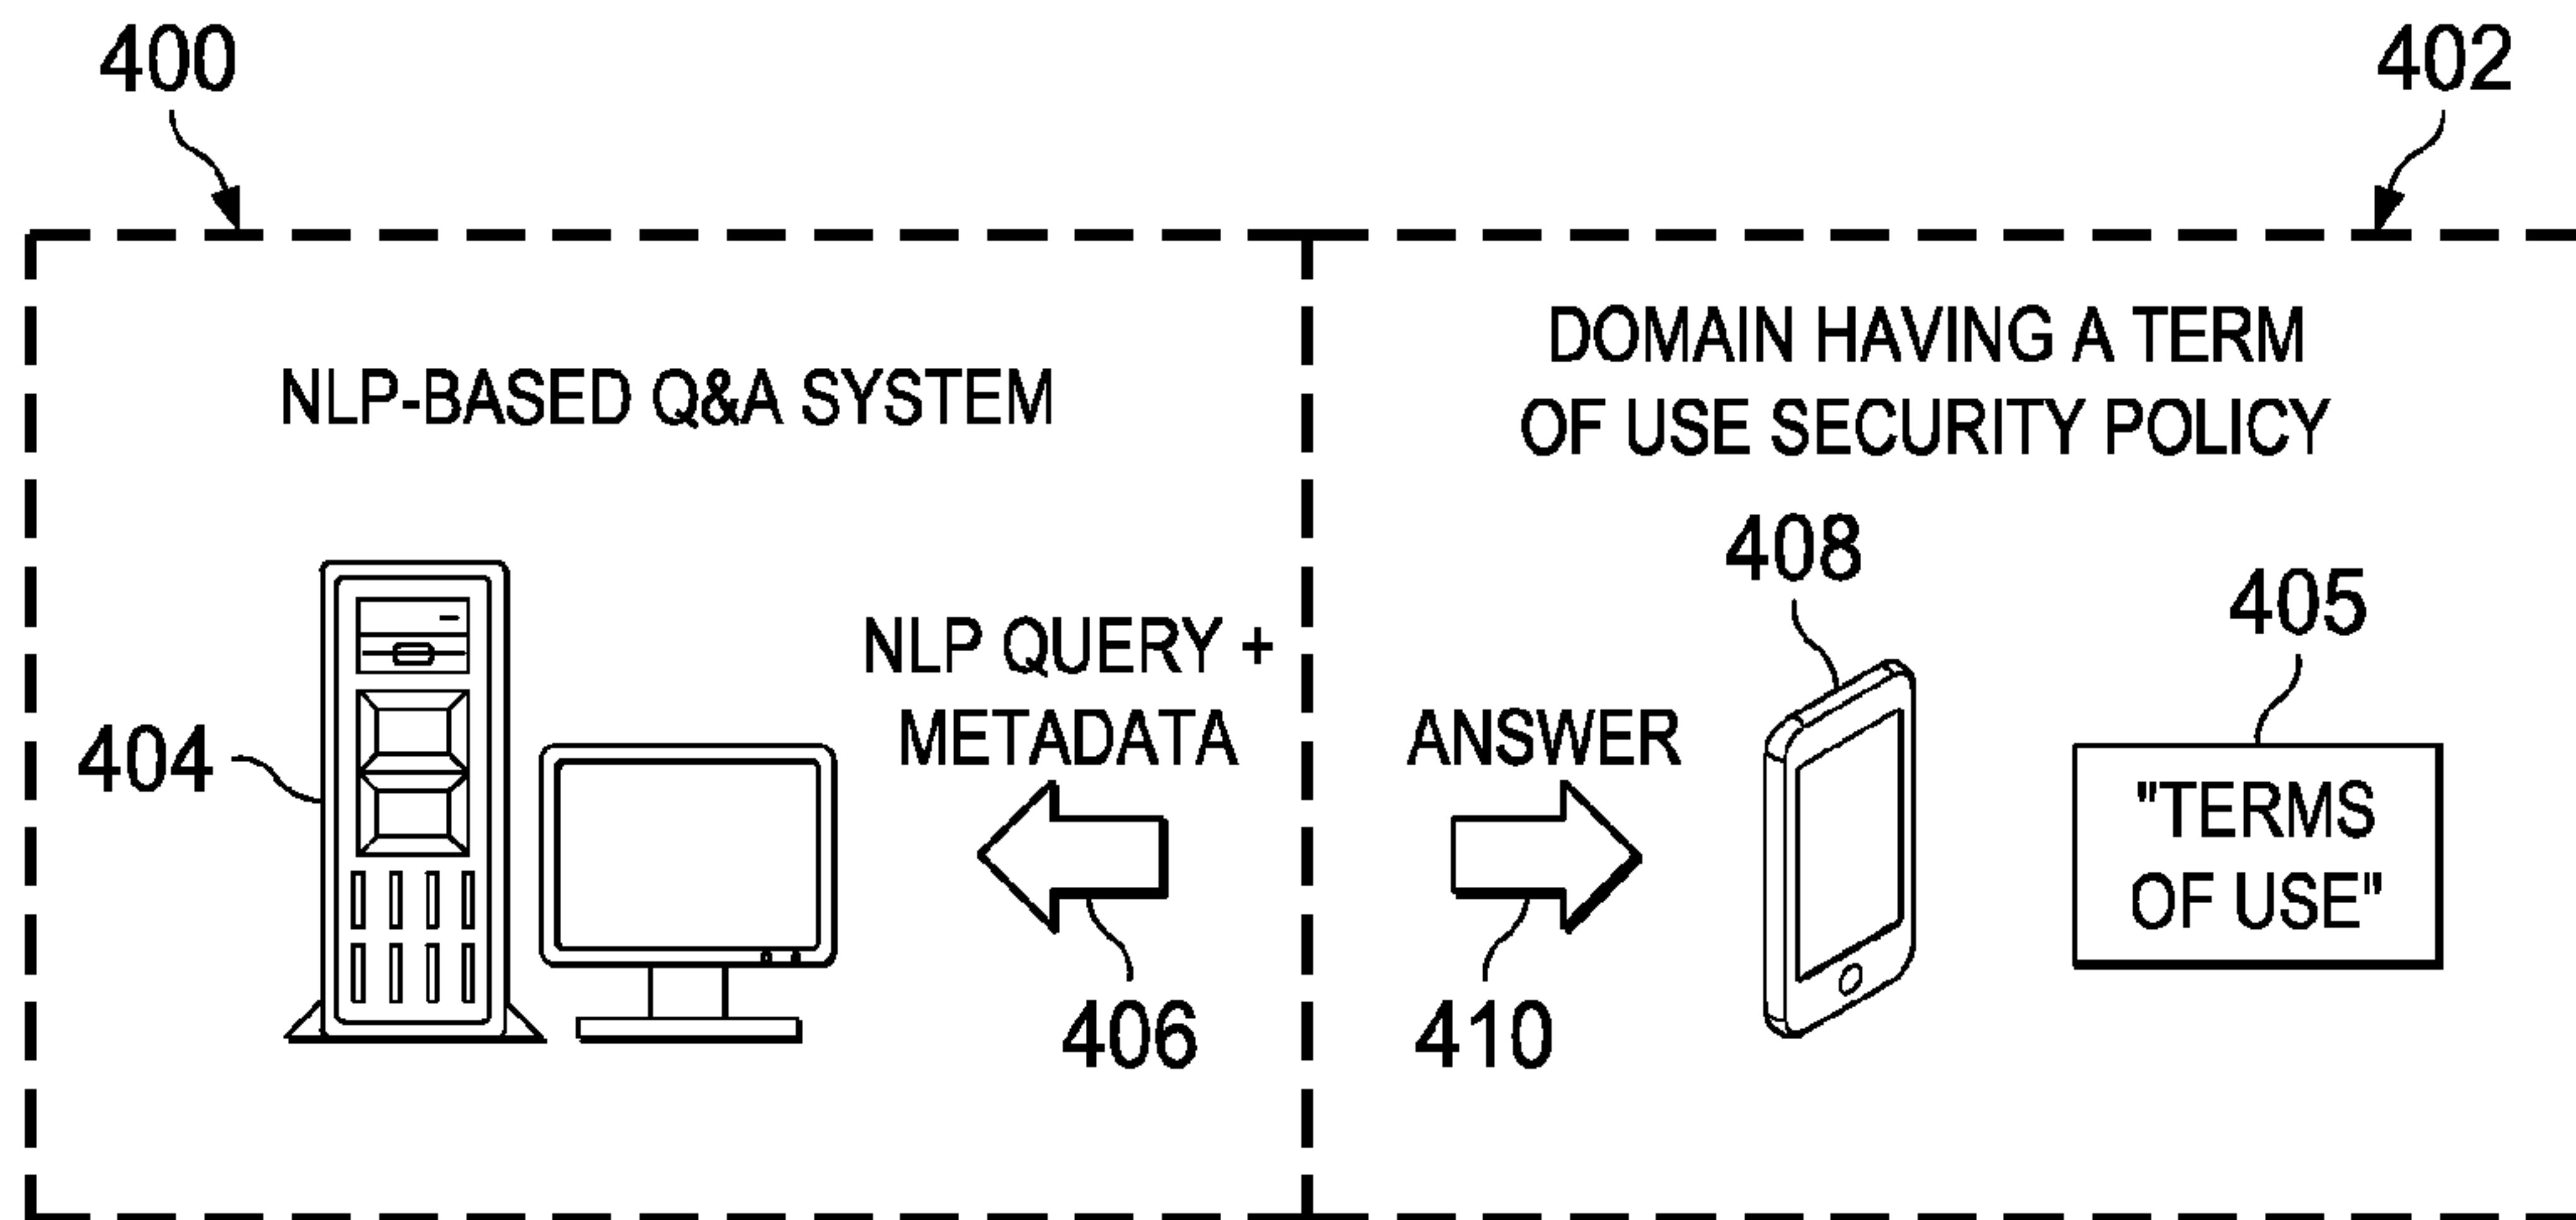 400
402
NLP-BASED Q&A SYSTEM
DOMAIN HAVING A TERM
OF USE SECURITY POLICY
404
NLP QUERY +
METADATA
406
ANSWER
410
408
405
"TERMS
OF USE"